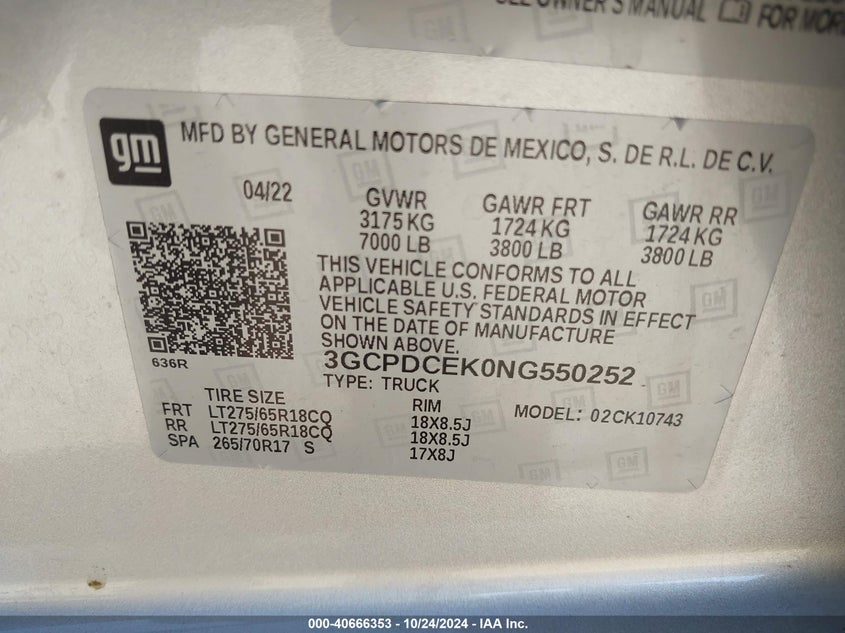 SEE OWNER'S MANUAL FOR MORE
gm MFD BY GENERAL MOTORS DE MEXICO, S. DE R.L. DE C.V.
04/22 GVWR GAWR FRT GAWR RR
3175 KG 1724 KG 1724 KG
7000 LB 3800 LB 3800 LB
THIS VEHICLE CONFORMS TO ALL
APPLICABLE U.S. FEDERAL MOTOR
VEHICLE SAFETY STANDARDS IN EFFECT
ON THE DATE OF MANUFACTURE
SHOWN ABOVE.
636R
3GCPDCEK0NG550252
TYPE: TRUCK
TIRE SIZE RIM MODEL: 02CK10743
FRT LT275/65R18CQ 18X8.5J
RR LT275/65R18CQ 18X8.5J
SPA 265/70R17 S 17X8J
000-40666353 - 10/24/2024 - IAA Inc.